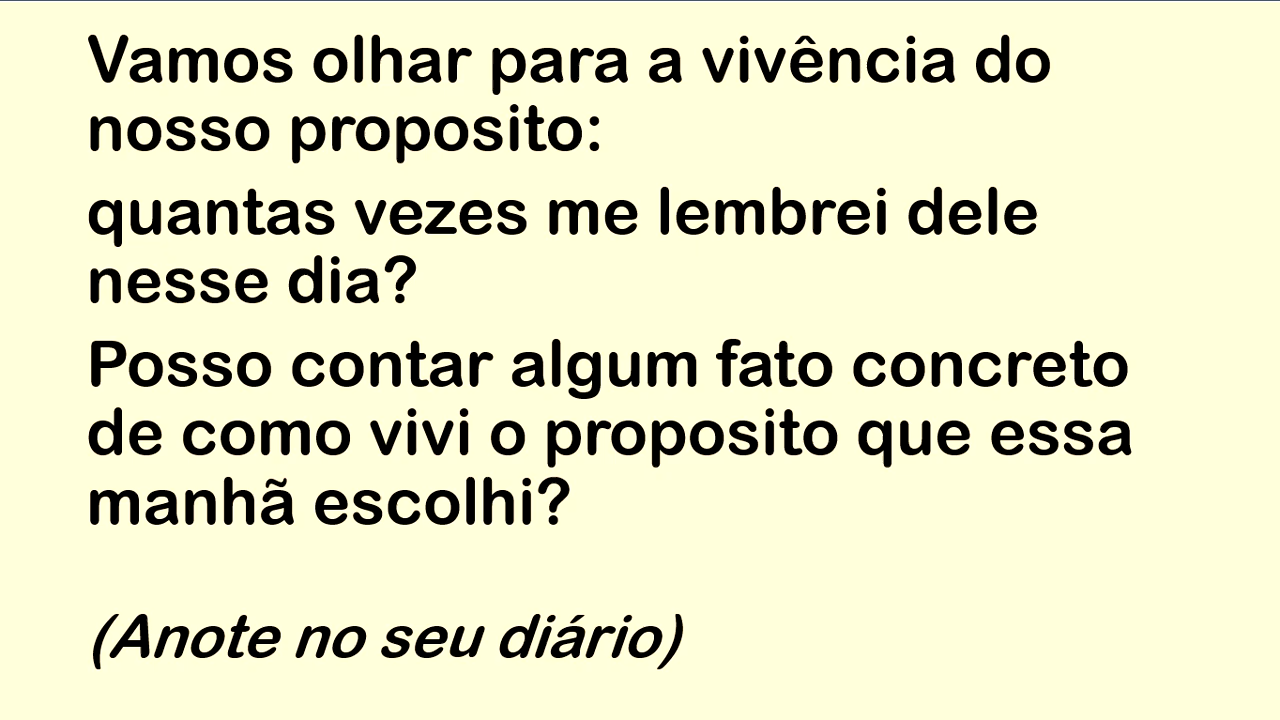 Vamos olhar para a vivência do
nosso proposito:
quantas vezes me lembrei dele
nesse dia?
Posso contar algum fato concreto
de como vivi o proposito que essa
manhã escolhi?
(Anote no seu diário)